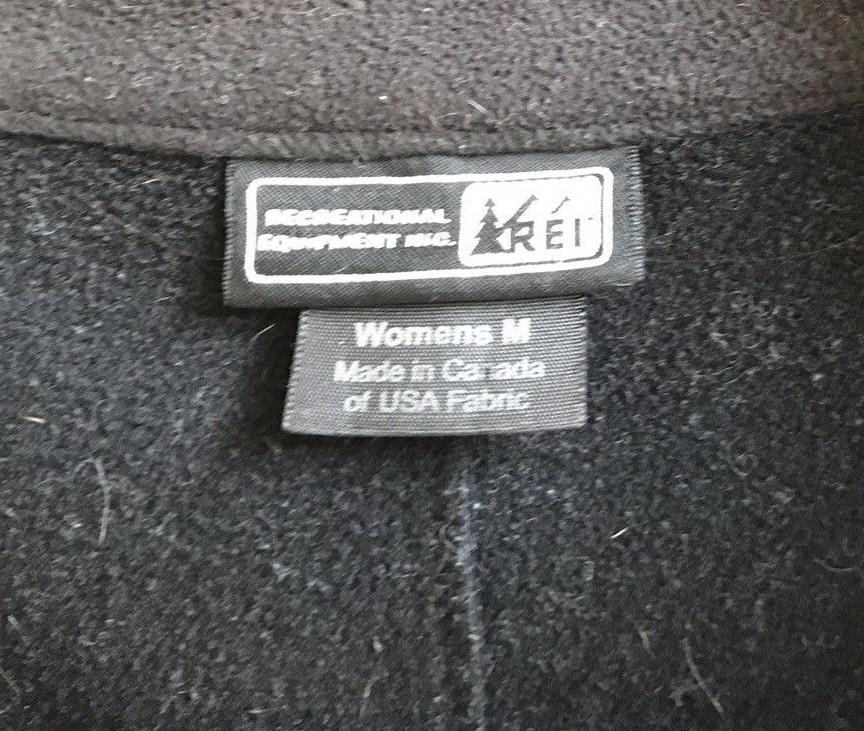 RECREATIONAL
EQUIPMENT INC.
REI
Womens M
Made in Canada
of USA Fabric